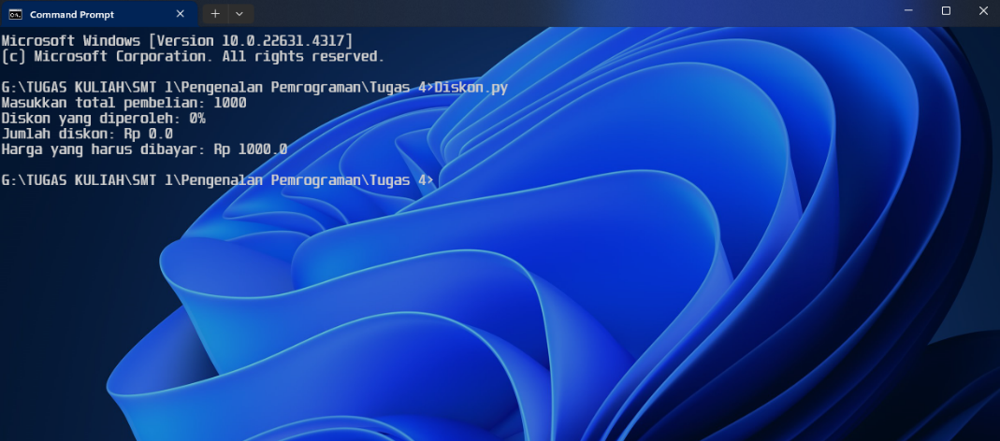 Command Prompt
Microsoft Windows [Version 10.0.22631.4317]
(c) Microsoft Corporation. All rights reserved.
G:\TUGAS KULIAH\SMT 1\Pengenalan Pemrograman\Tugas 4>Diskon.py
Masukkan total pembelian: 1000
Diskon yang diperoleh: 0%
Jumlah diskon: Rp 0.0
Harga yang harus dibayar: Rp 1000.0
G:\TUGAS KULIAH\SMT 1\Pengenalan Pemrograman\Tugas 4>